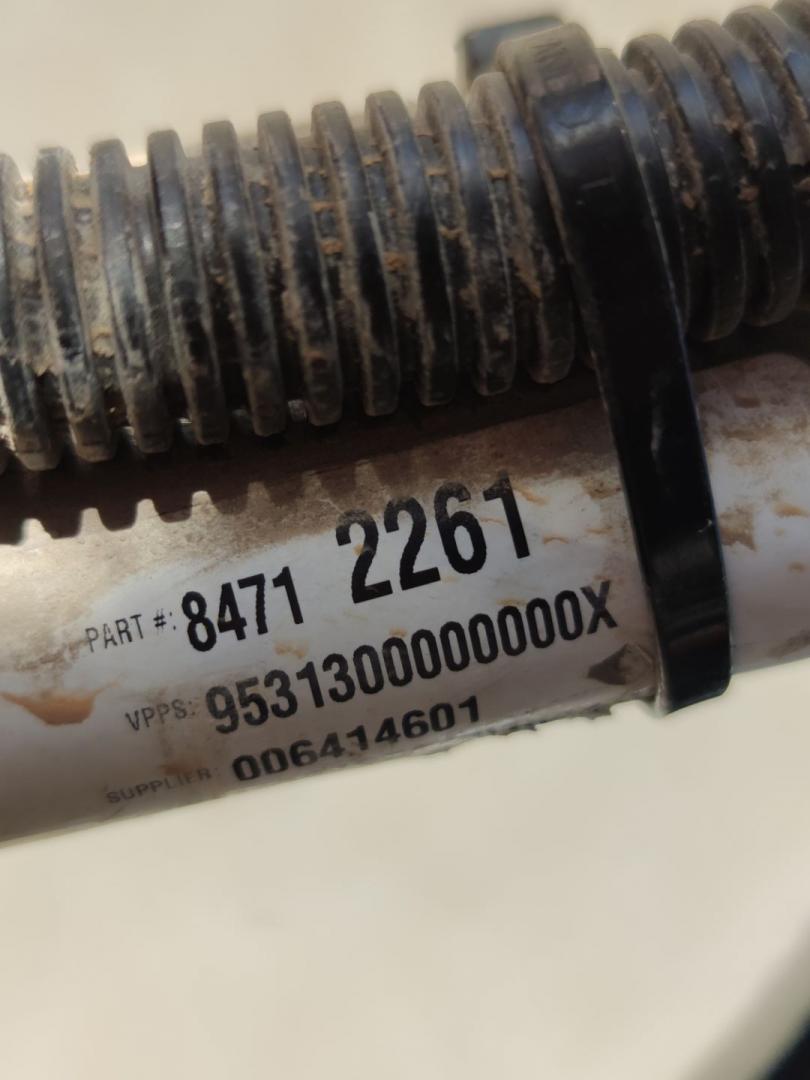 PART #: 8471 2261
VPPS: 9531300000000X
SUPPLIER: 006414601